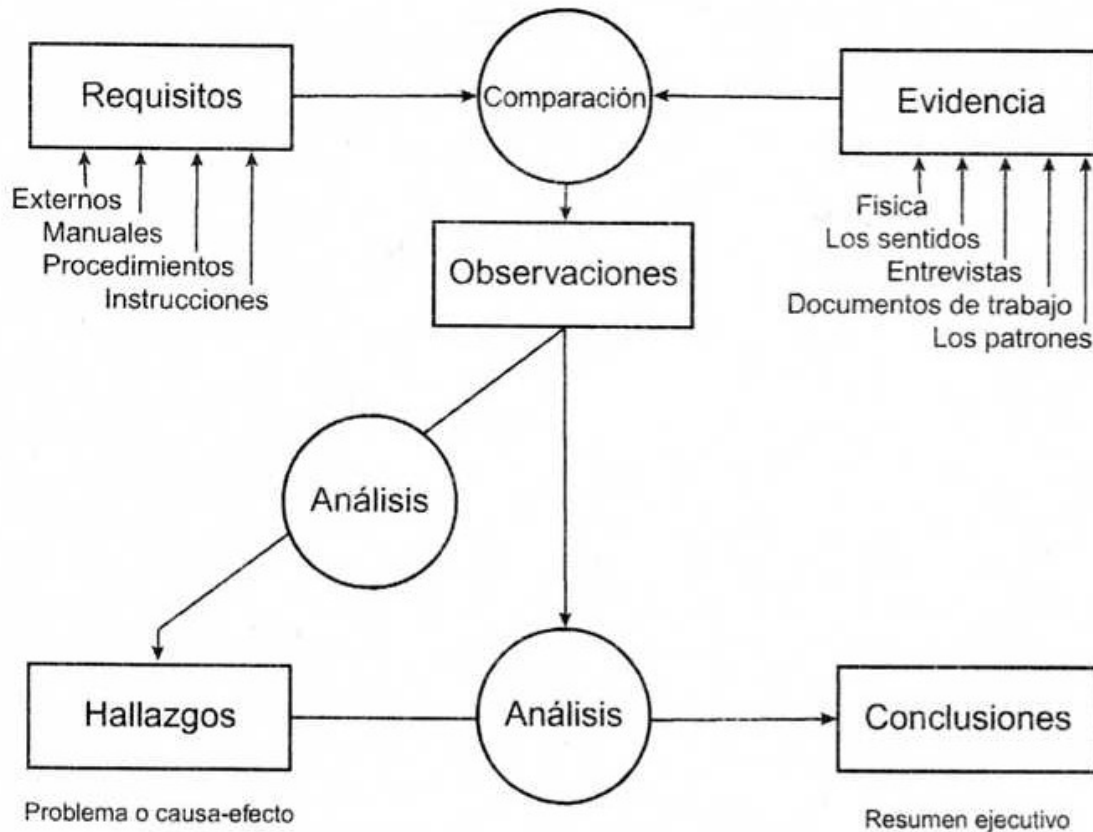 Requisitos
Comparación
Evidencia
Externos
Manuales
Procedimientos
Instrucciones
Fisica
Los sentidos
Entrevistas
Documentos de trabajo
Los patrones
Observaciones
Análisis
Hallazgos
Análisis
Conclusiones
Problema o causa-efecto
Resumen ejecutivo